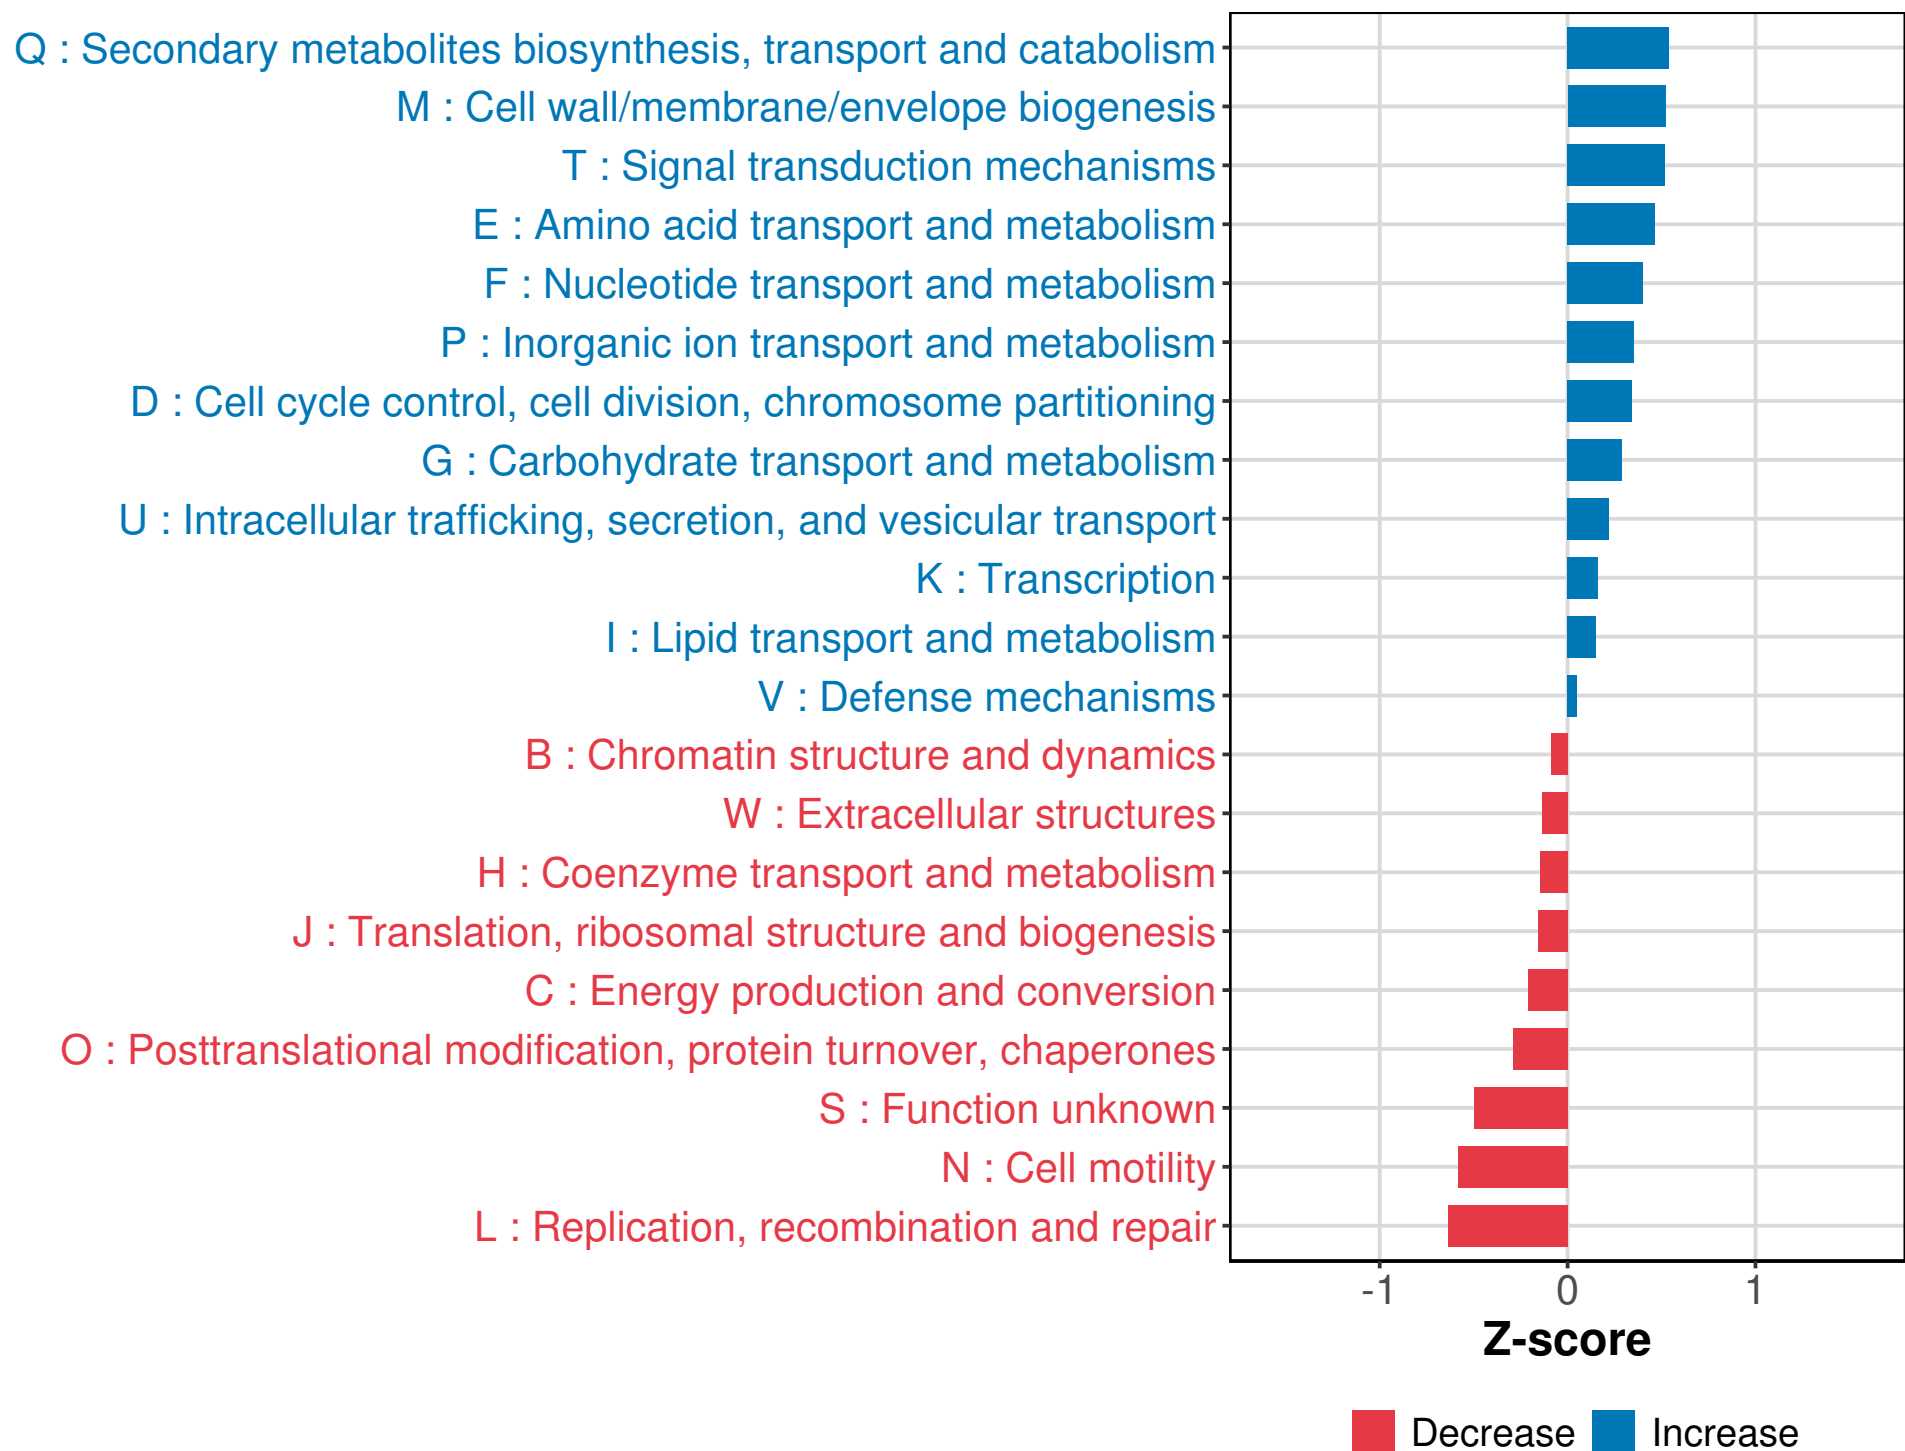 Q : Secondary metabolites biosynthesis, transport and catabolism
M : Cell wall/membrane/envelope biogenesis
T : Signal transduction mechanisms
E : Amino acid transport and metabolism
F : Nucleotide transport and metabolism
P : Inorganic ion transport and metabolism
D : Cell cycle control, cell division, chromosome partitioning
G : Carbohydrate transport and metabolism
U : Intracellular trafficking, secretion, and vesicular transport
K : Transcription
I : Lipid transport and metabolism
V : Defense mechanisms
B : Chromatin structure and dynamics
W : Extracellular structures
H : Coenzyme transport and metabolism
J : Translation, ribosomal structure and biogenesis
C : Energy production and conversion
O : Posttranslational modification, protein turnover, chaperones
S : Function unknown
N : Cell motility
L : Replication, recombination and repair
-1 0 1
Z-score
Decrease Increase